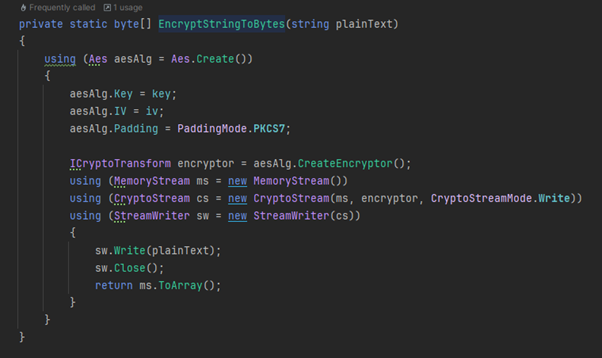 Frequently called 1 usage
private static byte[] EncryptStringToBytes(string plainText)
{
    using (Aes aesAlg = Aes.Create())
    {
        aesAlg.Key = key;
        aesAlg.IV = iv;
        aesAlg.Padding = PaddingMode.PKCS7;

        ICryptoTransform encryptor = aesAlg.CreateEncryptor();
        using (MemoryStream ms = new MemoryStream())
        using (CryptoStream cs = new CryptoStream(ms, encryptor, CryptoStreamMode.Write))
        using (StreamWriter sw = new StreamWriter(cs))
        {
            sw.Write(plainText);
            sw.Close();
            return ms.ToArray();
        }
    }
}